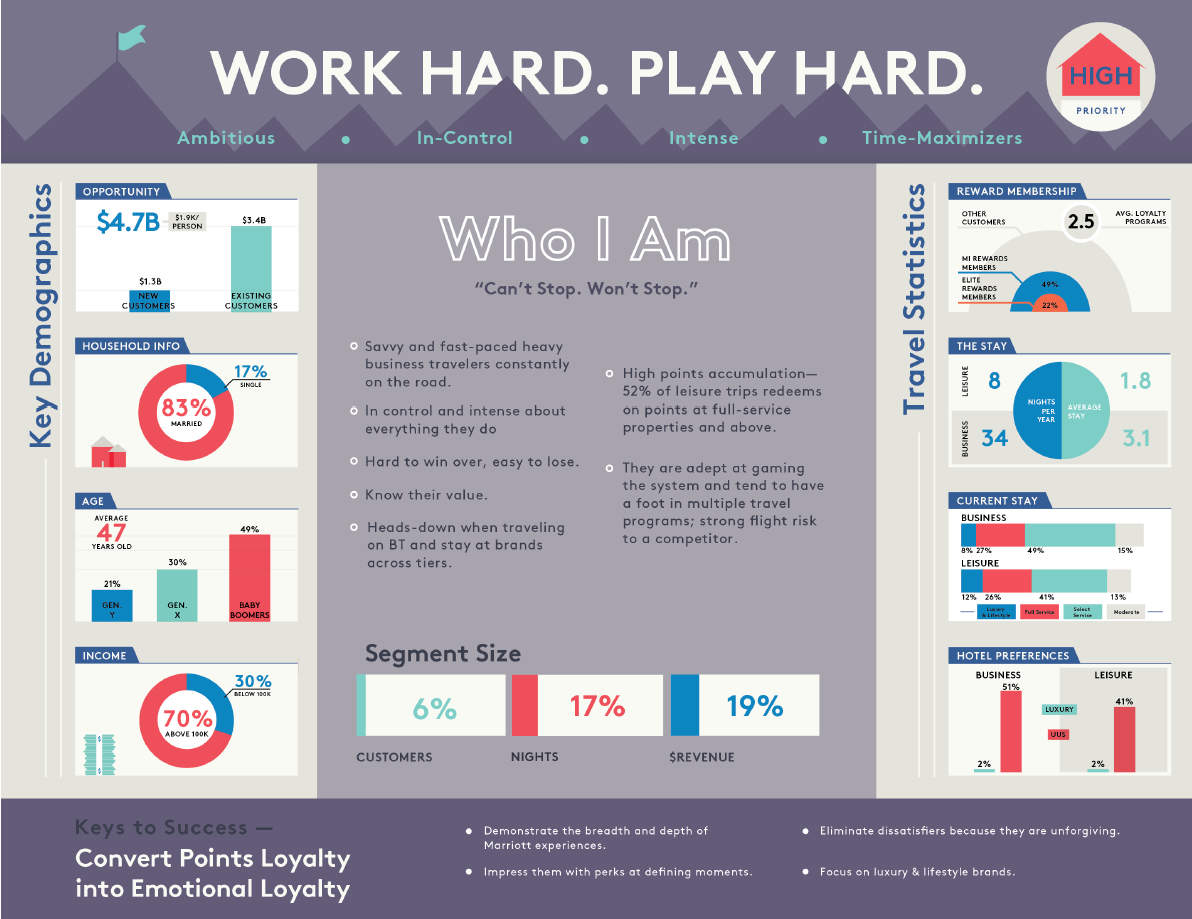 WORK HARD. PLAY HARD.
HIGH
PRIORITY
Ambitious • In-Control • Intense • Time-Maximizers
Key Demographics
OPPORTUNITY
$4.7B
$1.9K/
PERSON
$3.4B
$1.3B
NEW
CUSTOMERS
EXISTING
CUSTOMERS
HOUSEHOLD INFO
17%
SINGLE
83%
MARRIED
AGE
AVERAGE
47
YEARS OLD
21%
30%
49%
GEN.
Y
GEN.
X
BABY
BOOMERS
INCOME
30%
BELOW 100K
70%
ABOVE 100K
Who I Am
“Can’t Stop. Won’t Stop.”
Savvy and fast-paced heavy
business travelers constantly
on the road.
In control and intense about
everything they do
Hard to win over, easy to lose.
Know their value.
Heads-down when traveling
on BT and stay at brands
across tiers.
High points accumulation—
52% of leisure trips redeems
on points at full-service
properties and above.
They are adept at gaming
the system and tend to have
a foot in multiple travel
programs; strong flight risk
to a competitor.
Segment Size
6%
17%
19%
CUSTOMERS
NIGHTS
$REVENUE
Travel Statistics
REWARD MEMBERSHIP
OTHER
CUSTOMERS
2.5
AVG. LOYALTY
PROGRAMS
MI REWARDS
MEMBERS
49%
ELITE
REWARDS
MEMBERS
22%
THE STAY
LEISURE
8
1.8
NIGHTS
PER
YEAR
AVERAGE
STAY
BUSINESS
34
3.1
CURRENT STAY
BUSINESS
8% 27% 49% 15%
LEISURE
12% 26% 41% 13%
Luxury
& Lifestyle
Full Service
Select
Service
Moderate
HOTEL PREFERENCES
BUSINESS
LEISURE
51%
41%
LUXURY
UUS
2%
2%
Keys to Success —
Convert Points Loyalty
into Emotional Loyalty
• Demonstrate the breadth and depth of
Marriott experiences.
• Impress them with perks at defining moments.
• Eliminate dissatisfiers because they are unforgiving.
• Focus on luxury & lifestyle brands.